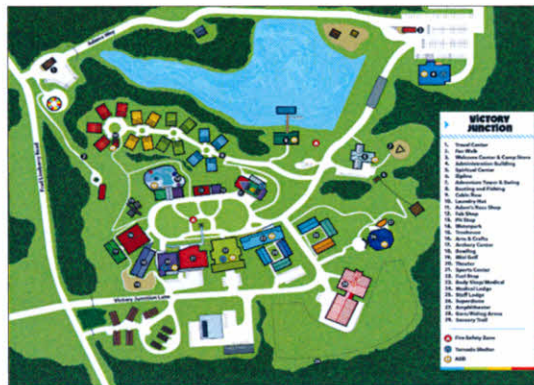 Adams Way
Paul Lindberry Road
Victory Junction Lane
VICTORY
JUNCTION
1. Travel Center
2. Fan Walk
3. Welcome Center & Camp Store
4. Administration Building
5. Spiritual Center
6. Zipline
7. Adventure Tower & Swing
8. Boating and Fishing
9. Cabin Row
10. Laundry Hut
11. Adam's Race Shop
12. Fab Shop
13. Pit Stop
14. Waterpark
15. Treehouse
16. Arts & Crafts
17. Archery Center
18. Bowling
19. Mini Golf
20. Theater
21. Sports Center
22. Fuel Stop
23. Body Shop/Medical
24. Medical Lodge
25. Staff Lodge
26. Superdome
27. Amphitheater
28. Barn/Riding Arena
29. Sensory Trail
Fire Safety Zone
Tornado Shelter
AED